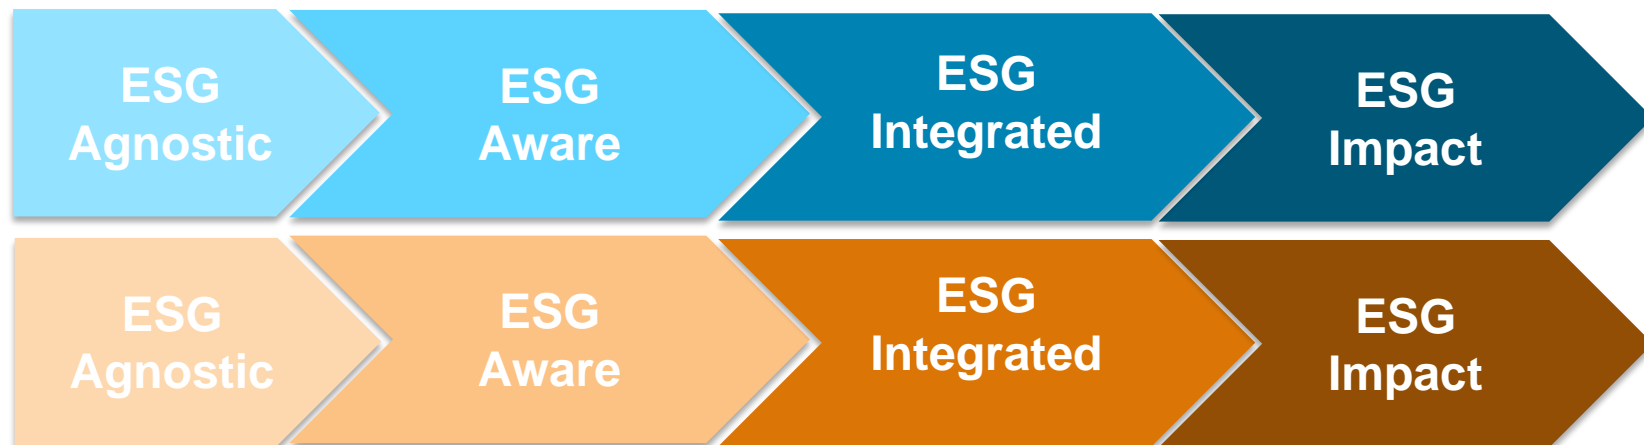 ESG
Agnostic
ESG
Aware
ESG
Integrated
ESG
Impact
ESG
Agnostic
ESG
Aware
ESG
Integrated
ESG
Impact